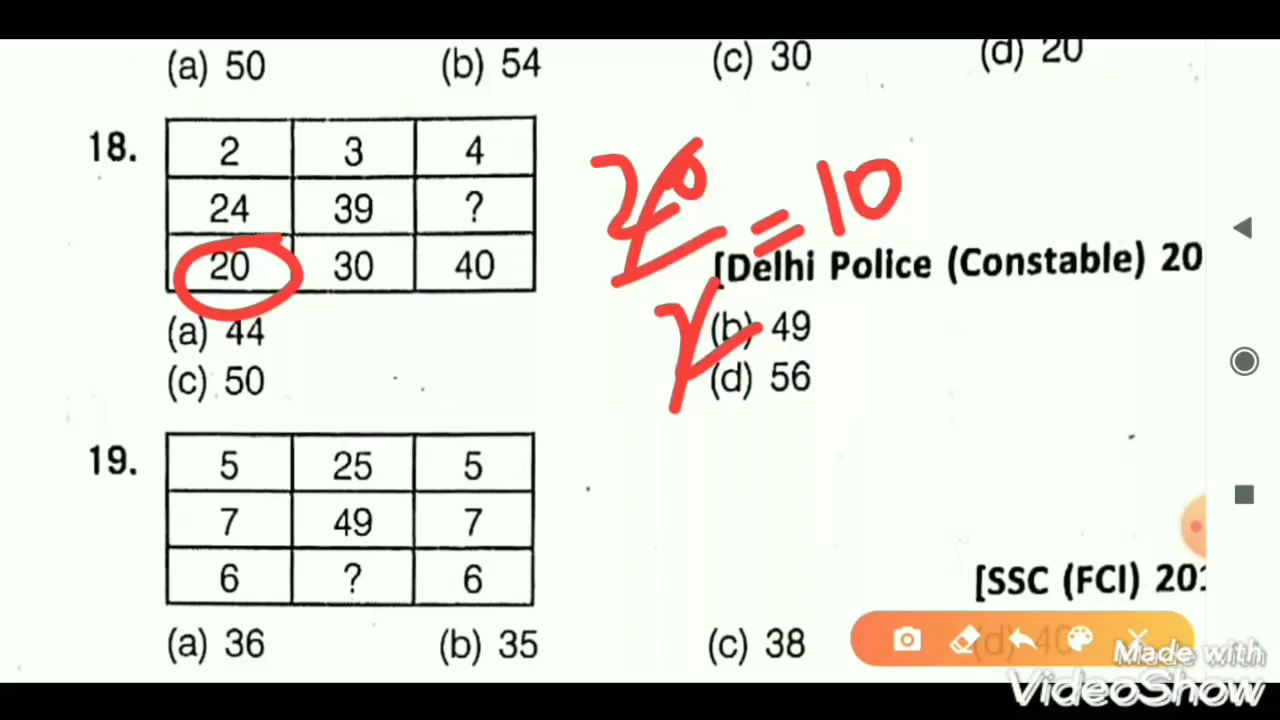 (a) 50 (b) 54 (c) 30 (d) 20
18. 2 3 4
24 39 ?
20 30 40
20/2 = 10
[Delhi Police (Constable) 20
(a) 44 (b) 49
(c) 50 (d) 56
19. 5 25 5
7 49 7
6 ? 6
[SSC (FCI) 201
(a) 36 (b) 35 (c) 38 (d) 40
Made with
VideoShow